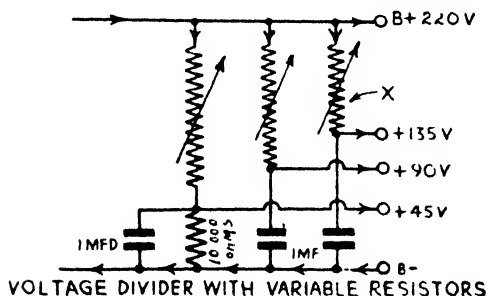 B+220V
X
+135V
+90V
+45V
10 000
OHMS
1MFD
1MF
B-
VOLTAGE DIVIDER WITH VARIABLE RESISTORS